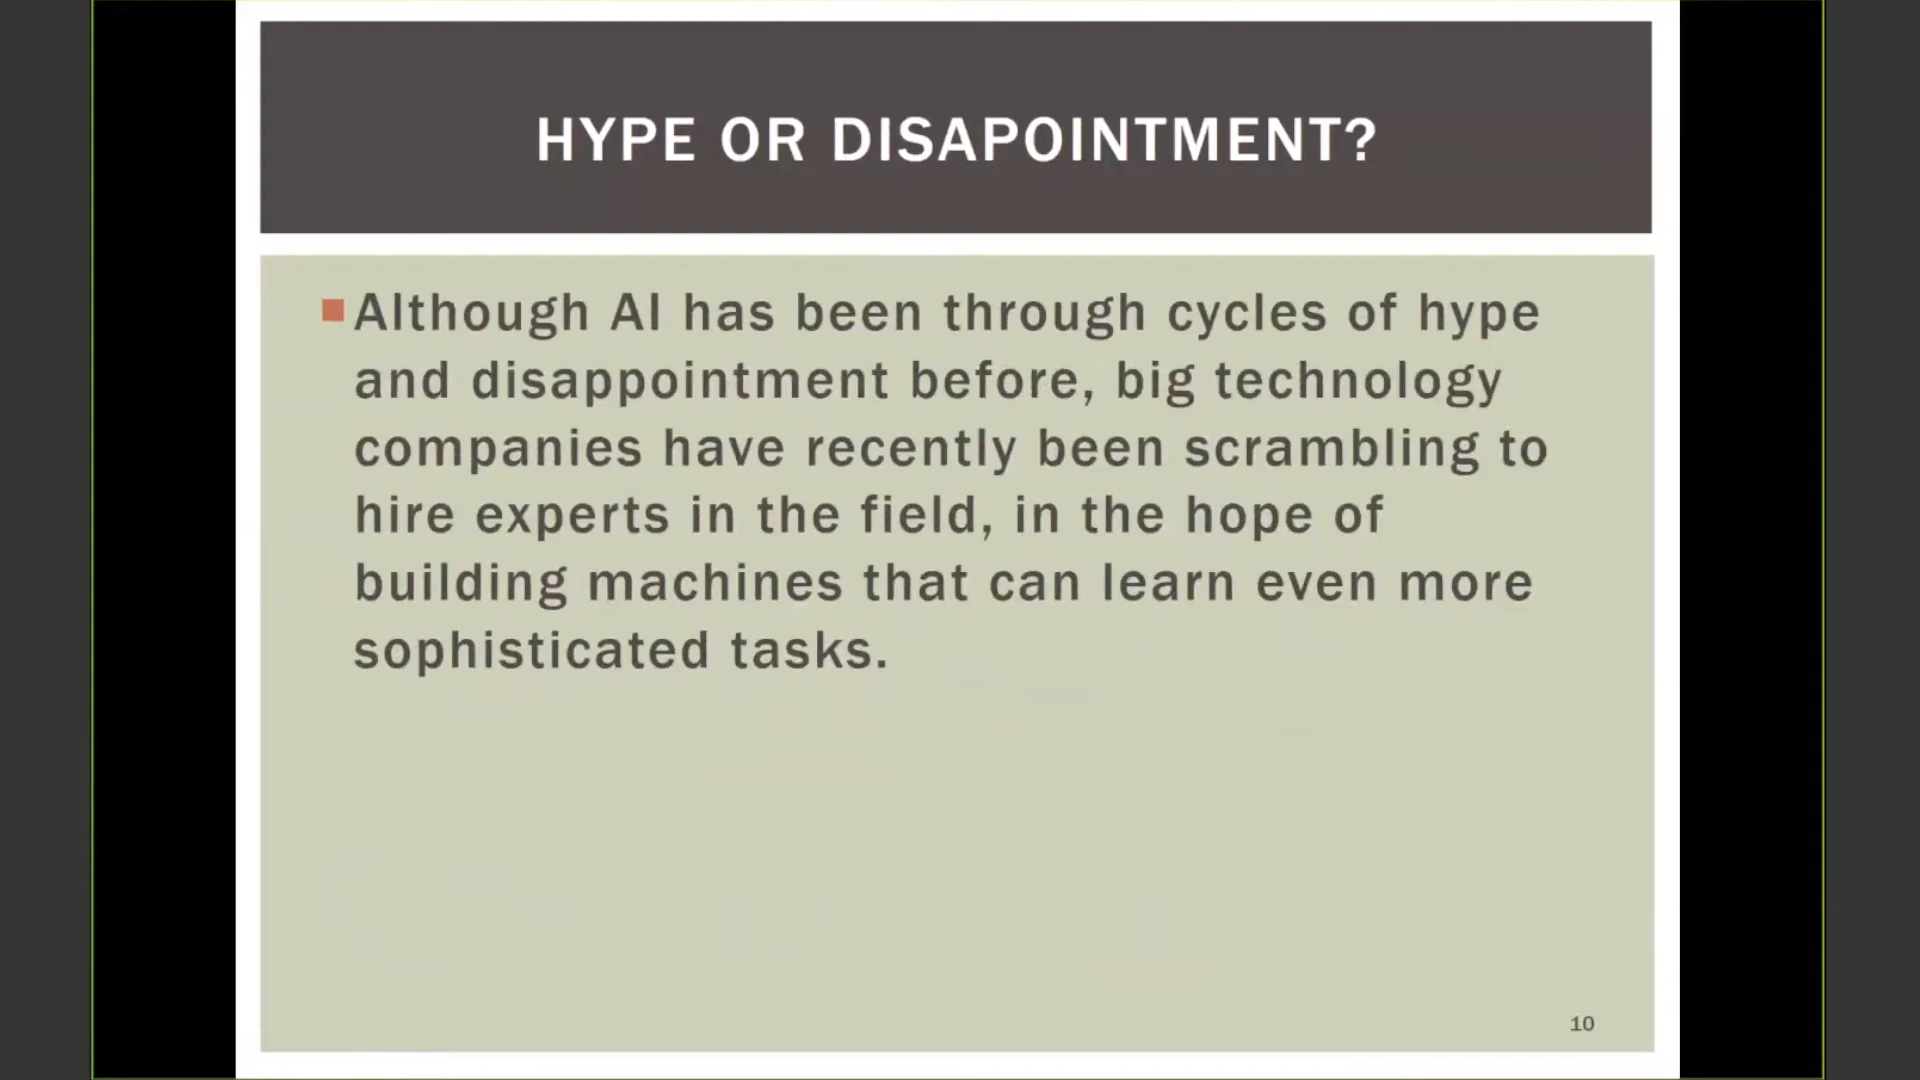 HYPE OR DISAPOINTMENT?
Although AI has been through cycles of hype
and disappointment before, big technology
companies have recently been scrambling to
hire experts in the field, in the hope of
building machines that can learn even more
sophisticated tasks.
10